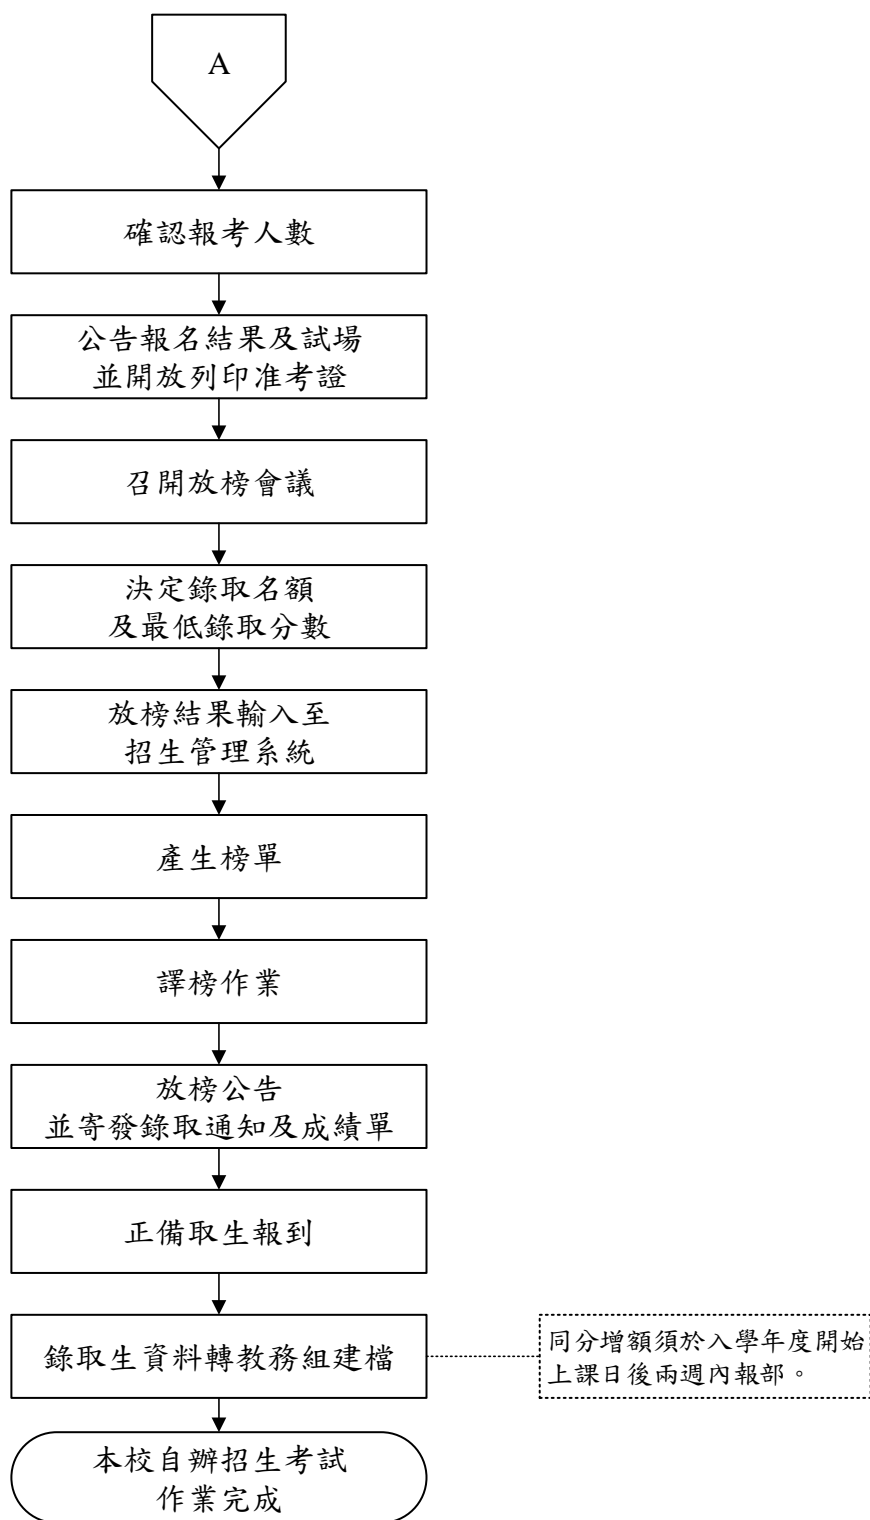 A
確認報考人數
公告報名結果及試場
並開放列印准考證
召開放榜會議
決定錄取名額
及最低錄取分數
放榜結果輸入至
招生管理系統
產生榜單
譯榜作業
放榜公告
並寄發錄取通知及成績單
正備取生報到
錄取生資料轉教務組建檔
同分增額須於入學年度開始
上課日後兩週內報部。
本校自辦招生考試
作業完成